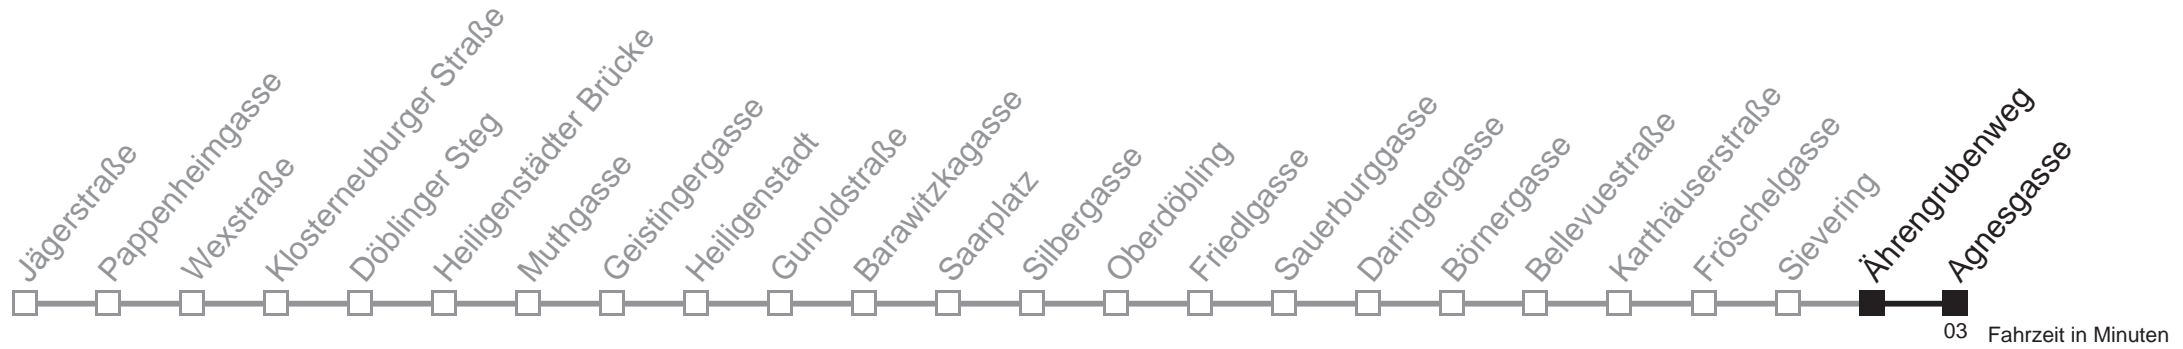 Jägerstraße
Pappenheimgasse
Wexstraße
Klosterneuburger Straße
Döblinger Steg
Heiligenstädter Brücke
Muthgasse
Geistingergasse
Heiligenstadt
Gunoldstraße
Barawitzkagasse
Saarplatz
Silbergasse
Oberdöbling
Friedlgasse
Sauerburggasse
Daringergasse
Börnergasse
Bellevuestraße
Karthäuserstraße
Fröschelgasse
Sievering
Ährengrubenweg
Agnesgasse
03
Fahrzeit in Minuten